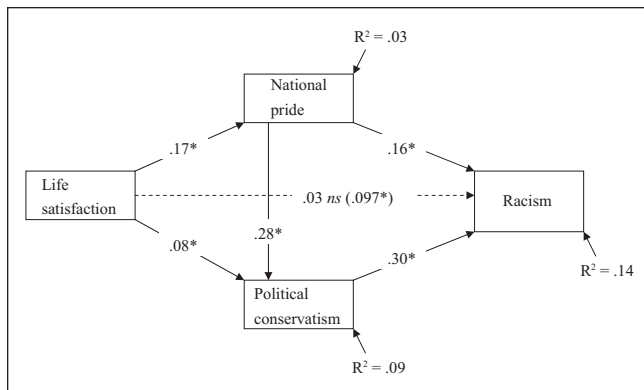 R² = .03
National
pride
.17*
.16*
Life
satisfaction
.03 ns (.097*)
Racism
.08*
.28*
.30*
Political
conservatism
R² = .14
R² = .09